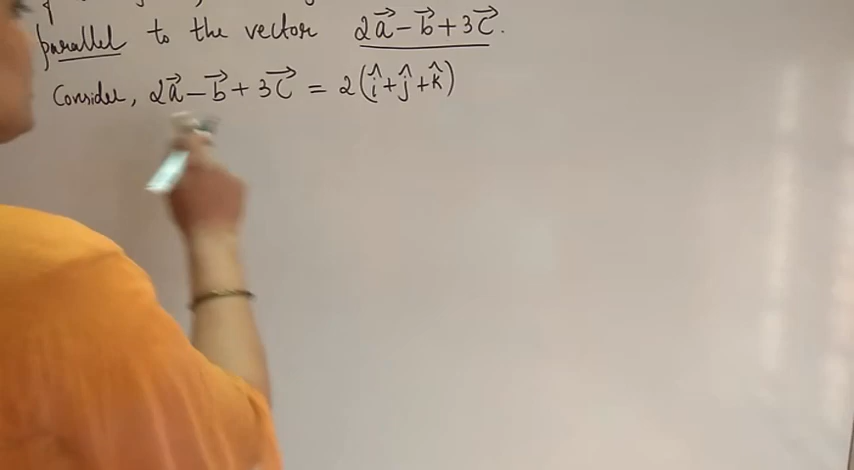 parallel to the vector 2a⃗ − b⃗ + 3c⃗.
Consider, 2a⃗ − b⃗ + 3c⃗ = 2(î + ĵ + k̂)